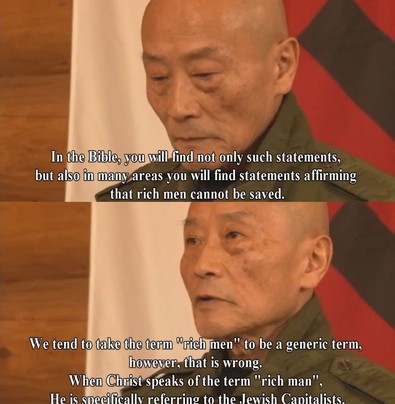 In the Bible, you will find not only such statements,
but also in many areas you will find statements affirming
that rich men cannot be saved.
We tend to take the term "rich men" to be a generic term,
however, that is wrong.
When Christ speaks of the term "rich man",
He is specifically referring to the Jewish Capitalists.